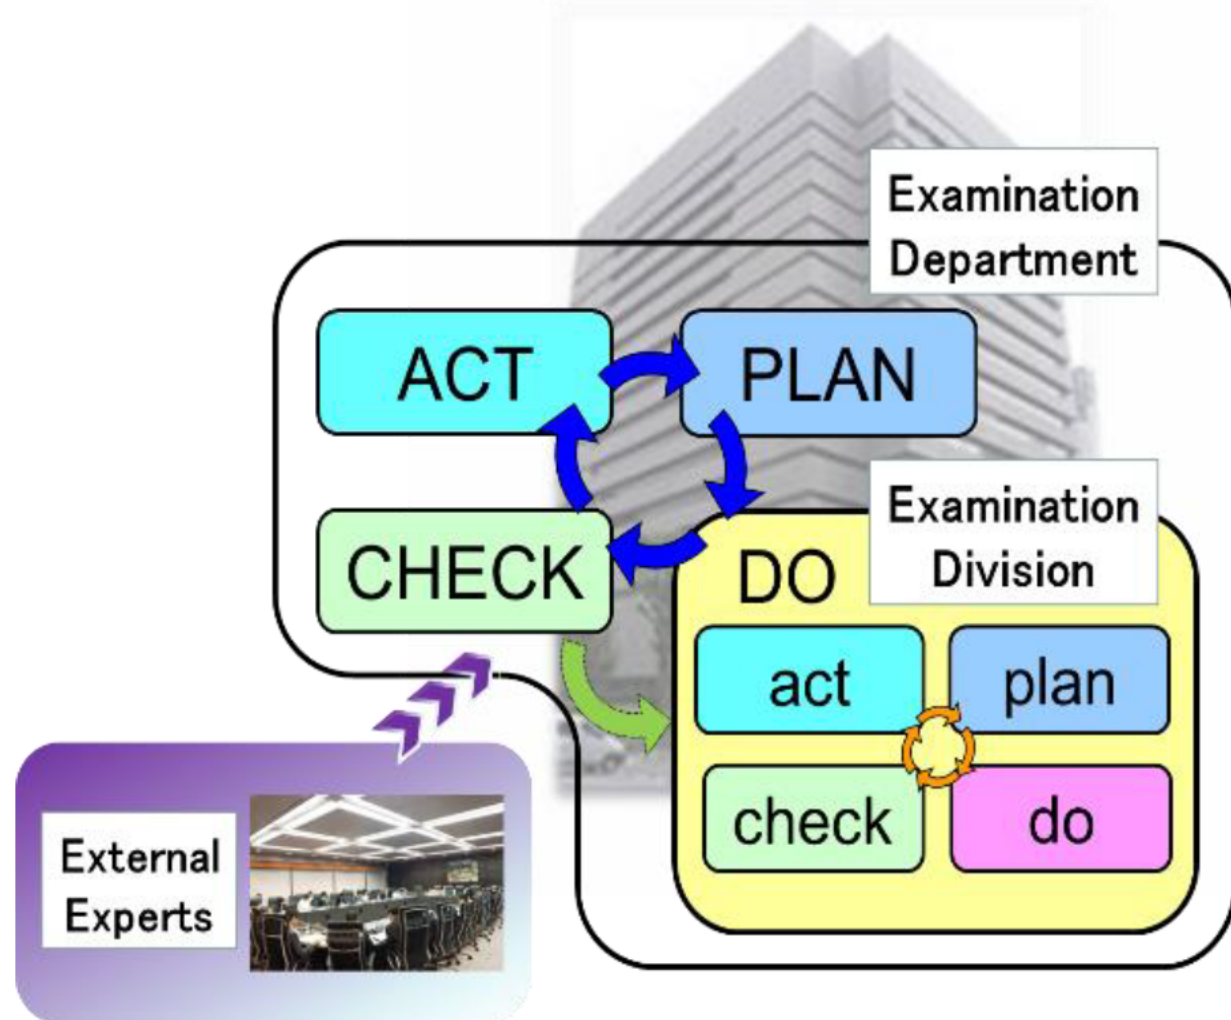 Examination
Department
ACT
PLAN
Examination
Division
CHECK
DO
act
plan
check
do
External
Experts